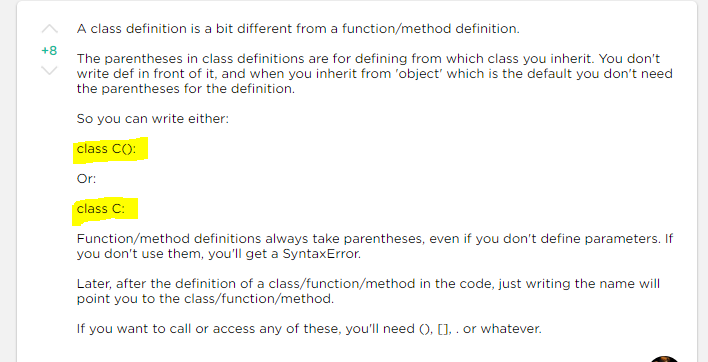 A class definition is a bit different from a function/method definition.
+8
The parentheses in class definitions are for defining from which class you inherit. You don't
write def in front of it, and when you inherit from 'object' which is the default you don't need
the parentheses for the definition.
So you can write either:
class C():
Or:
class C:
Function/method definitions always take parentheses, even if you don't define parameters. If
you don't use them, you'll get a SyntaxError.
Later, after the definition of a class/function/method in the code, just writing the name will
point you to the class/function/method.
If you want to call or access any of these, you'll need (), [], . or whatever.